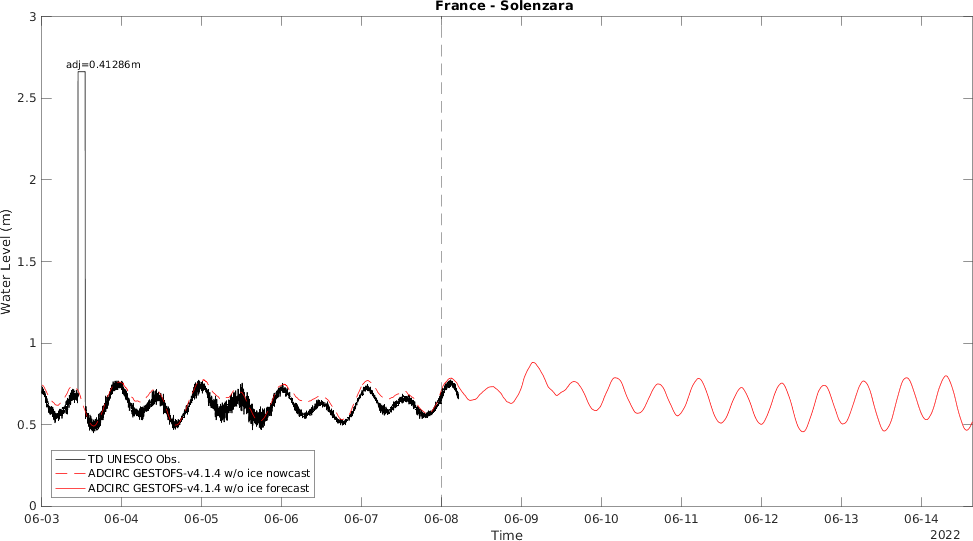 France - Solenzara
adj=0.41286m
3
2.5
2
1.5
1
0.5
0
Water Level (m)
TD UNESCO Obs.
ADCIRC GESTOFS-v4.1.4 w/o ice nowcast
ADCIRC GESTOFS-v4.1.4 w/o ice forecast
06-03 06-04 06-05 06-06 06-07 06-08 06-09 06-10 06-11 06-12 06-13 06-14
Time
2022